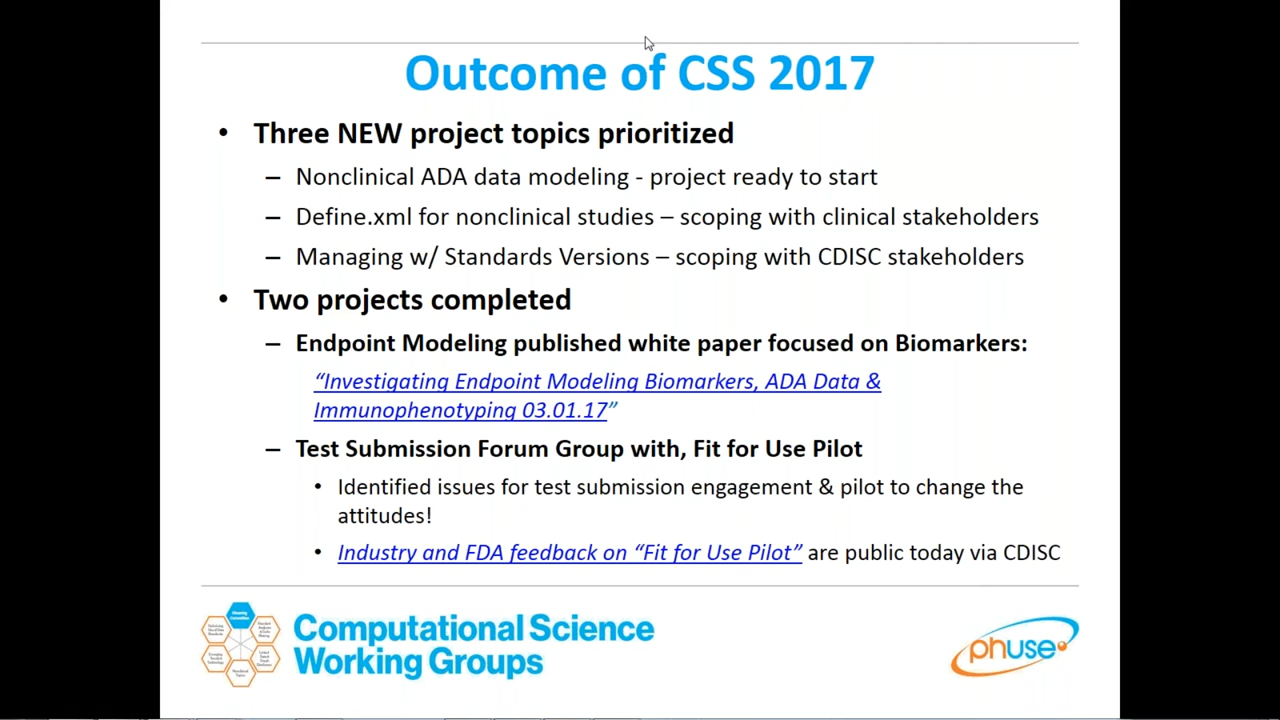 Outcome of CSS 2017
• Three NEW project topics prioritized
– Nonclinical ADA data modeling - project ready to start
– Define.xml for nonclinical studies – scoping with clinical stakeholders
– Managing w/ Standards Versions – scoping with CDISC stakeholders
• Two projects completed
– Endpoint Modeling published white paper focused on Biomarkers:
“Investigating Endpoint Modeling Biomarkers, ADA Data &
Immunophenotyping 03.01.17”
– Test Submission Forum Group with, Fit for Use Pilot
• Identified issues for test submission engagement & pilot to change the
attitudes!
• Industry and FDA feedback on “Fit for Use Pilot” are public today via CDISC
Computational Science
Working Groups
phuse